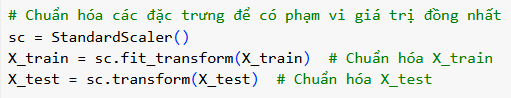 # Chuẩn hóa các đặc trưng để có phạm vi giá trị đồng nhất
sc = StandardScaler()
X_train = sc.fit_transform(X_train)  # Chuẩn hóa X_train
X_test = sc.transform(X_test)  # Chuẩn hóa X_test